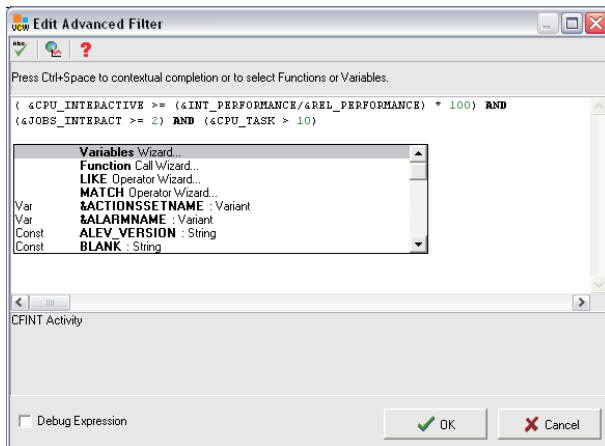 VCW Edit Advanced Filter
Abc ?
Press Ctrl+Space to contextual completion or to select Functions or Variables.
( &CPU_INTERACTIVE >= (&INT_PERFORMANCE/&REL_PERFORMANCE) * 100) AND
(&JOBS_INTERACT >= 2) AND (&CPU_TASK > 10)
Variables Wizard...
Function Call Wizard...
LIKE Operator Wizard...
MATCH Operator Wizard...
Var &ACTIONSSETNAME : Variant
Var &ALARMNAME : Variant
Const ALEV_VERSION : String
Const BLANK : String
CFINT Activity
Debug Expression
OK
Cancel